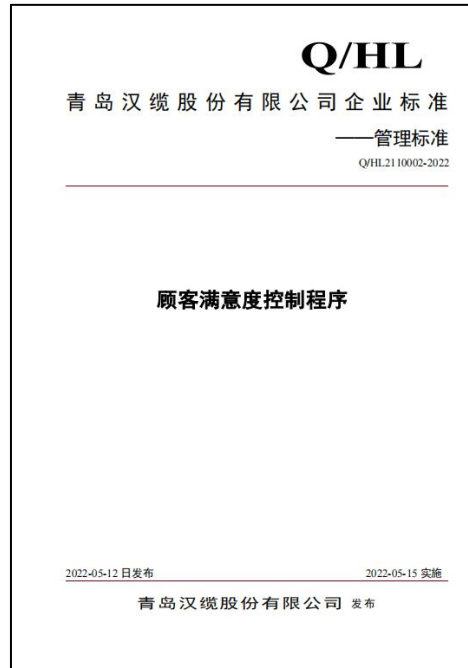 Q/HL
青岛汉缆股份有限公司企业标准
——管理标准
Q/HL2110002-2022
顾客满意度控制程序
2022-05-12 日发布 2022-05-15 实施
青岛汉缆股份有限公司 发布